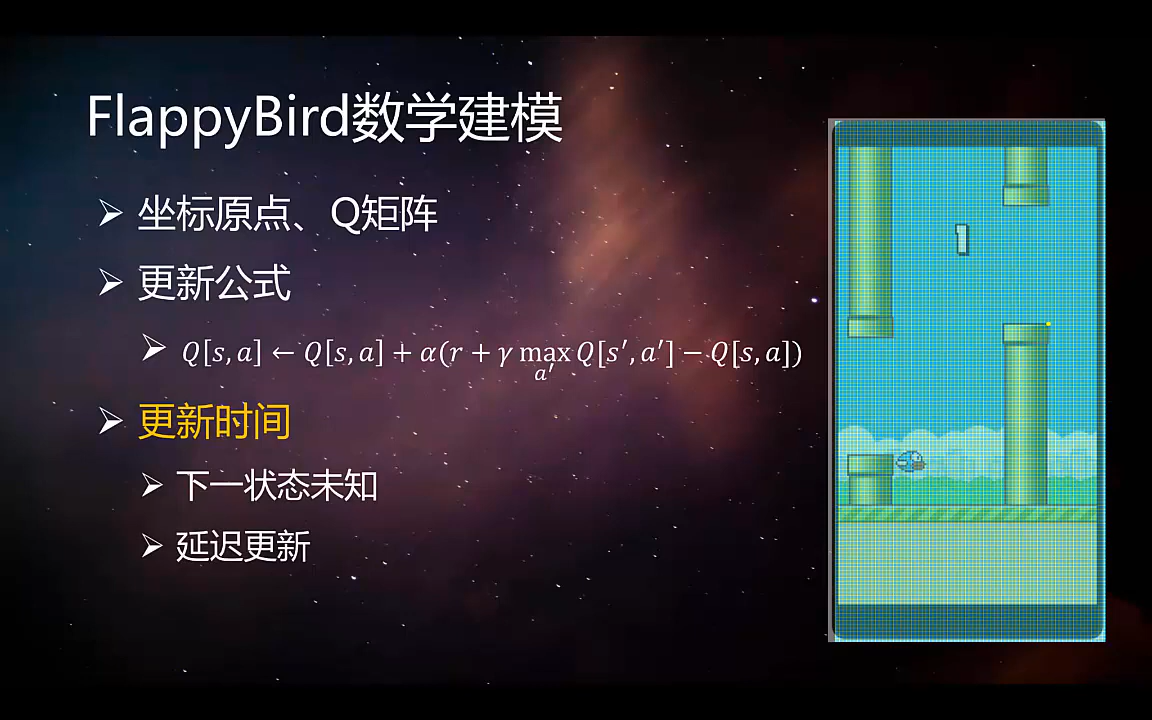 FlappyBird数学建模
坐标原点、Q矩阵
更新公式
Q[s,a]←Q[s,a]+α(r+γ max Q[s′,a′]−Q[s,a])
a′
更新时间
下一状态未知
延迟更新
1